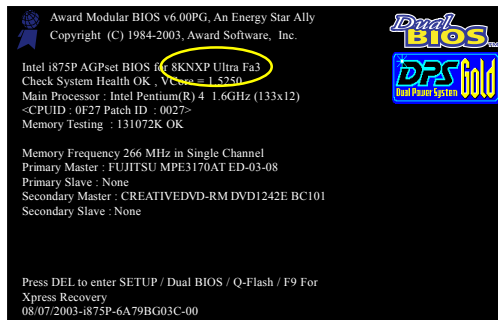 Award Modular BIOS v6.00PG, An Energy Star Ally
Copyright (C) 1984-2003, Award Software, Inc.
Dual BIOS™
Intel i875P AGPset BIOS for 8KNXP Ultra Fa3
Check System Health OK , VCore = 1.5250
Main Processor : Intel Pentium(R) 4 1.6GHz (133x12)
<CPUID : 0F27 Patch ID : 0027>
Memory Testing : 131072K OK
DPS Gold
Dual Power System
Memory Frequency 266 MHz in Single Channel
Primary Master : FUJITSU MPE3170AT ED-03-08
Primary Slave : None
Secondary Master : CREATIVEDVD-RM DVD1242E BC101
Secondary Slave : None
Press DEL to enter SETUP / Dual BIOS / Q-Flash / F9 For
Xpress Recovery
08/07/2003-i875P-6A79BG03C-00